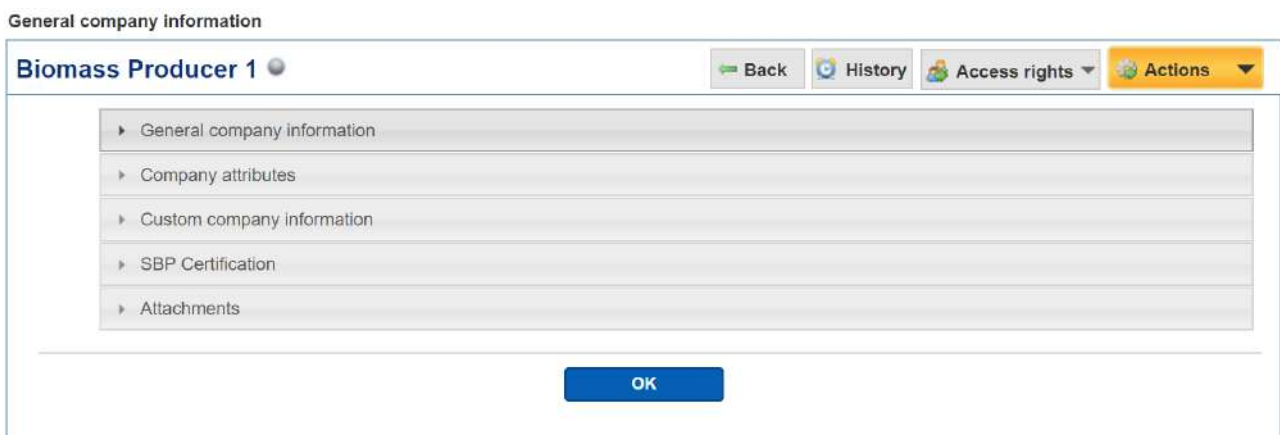 General company information
Biomass Producer 1 Back History Access rights Actions
General company information
Company attributes
Custom company information
SBP Certification
Attachments
OK